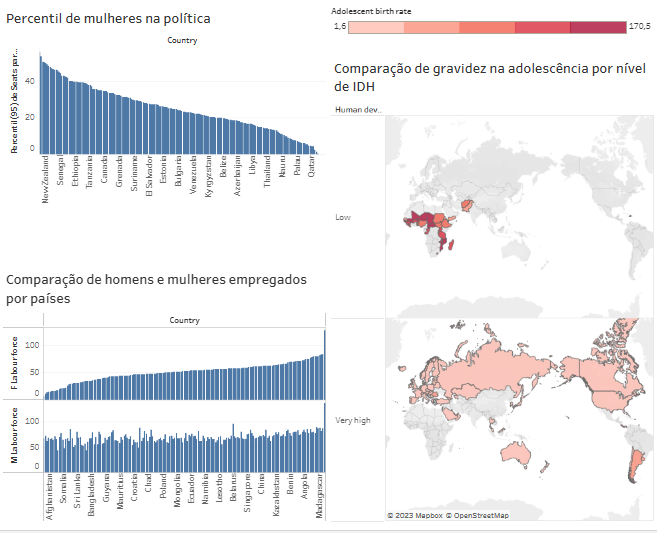 Percentil de mulheres na política
Country
Percentil (95) de Seats par..
40
20
0
New Zealand
Senegal
Ethiopia
Tanzania
Canada
Grenada
Suriname
El Salvador
Estonia
Bulgaria
Venezuela
Kyrgyzstan
Belize
Azerbaijan
Libya
Thailand
Nauru
Palau
Qatar
Adolescent birth rate
1,6
170,5
Comparação de gravidez na adolescência por nível
de IDH
Human dev..
Low
Very high
© 2023 Mapbox © OpenStreetMap
Comparação de homens e mulheres empregados
por países
Country
F Labour force
100
50
0
M Labour force
100
50
0
Afghanistan
Somalia
Sri Lanka
Bangladesh
Guyana
Mauritius
Croatia
Chad
Poland
Mongolia
Ecuador
Namibia
Lesotho
Belarus
Singapore
China
Kazakhstan
Benin
Angola
Madagascar